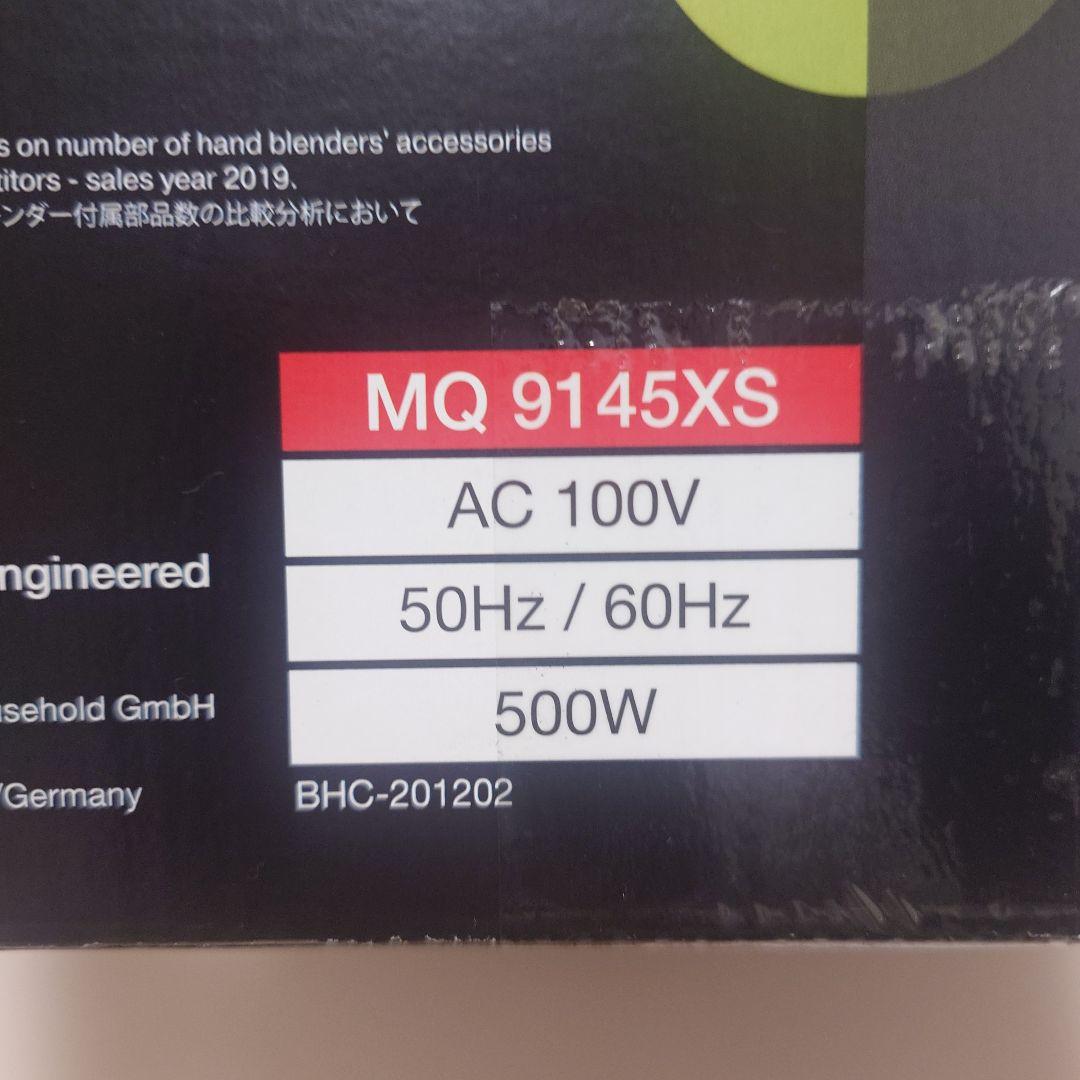 s on number of hand blenders' accessories
titors - sales year 2019.
ンダー付属部品数の比較分析において
MQ 9145XS
AC 100V
ngineered
50Hz / 60Hz
usehold GmbH
500W
/Germany
BHC-201202